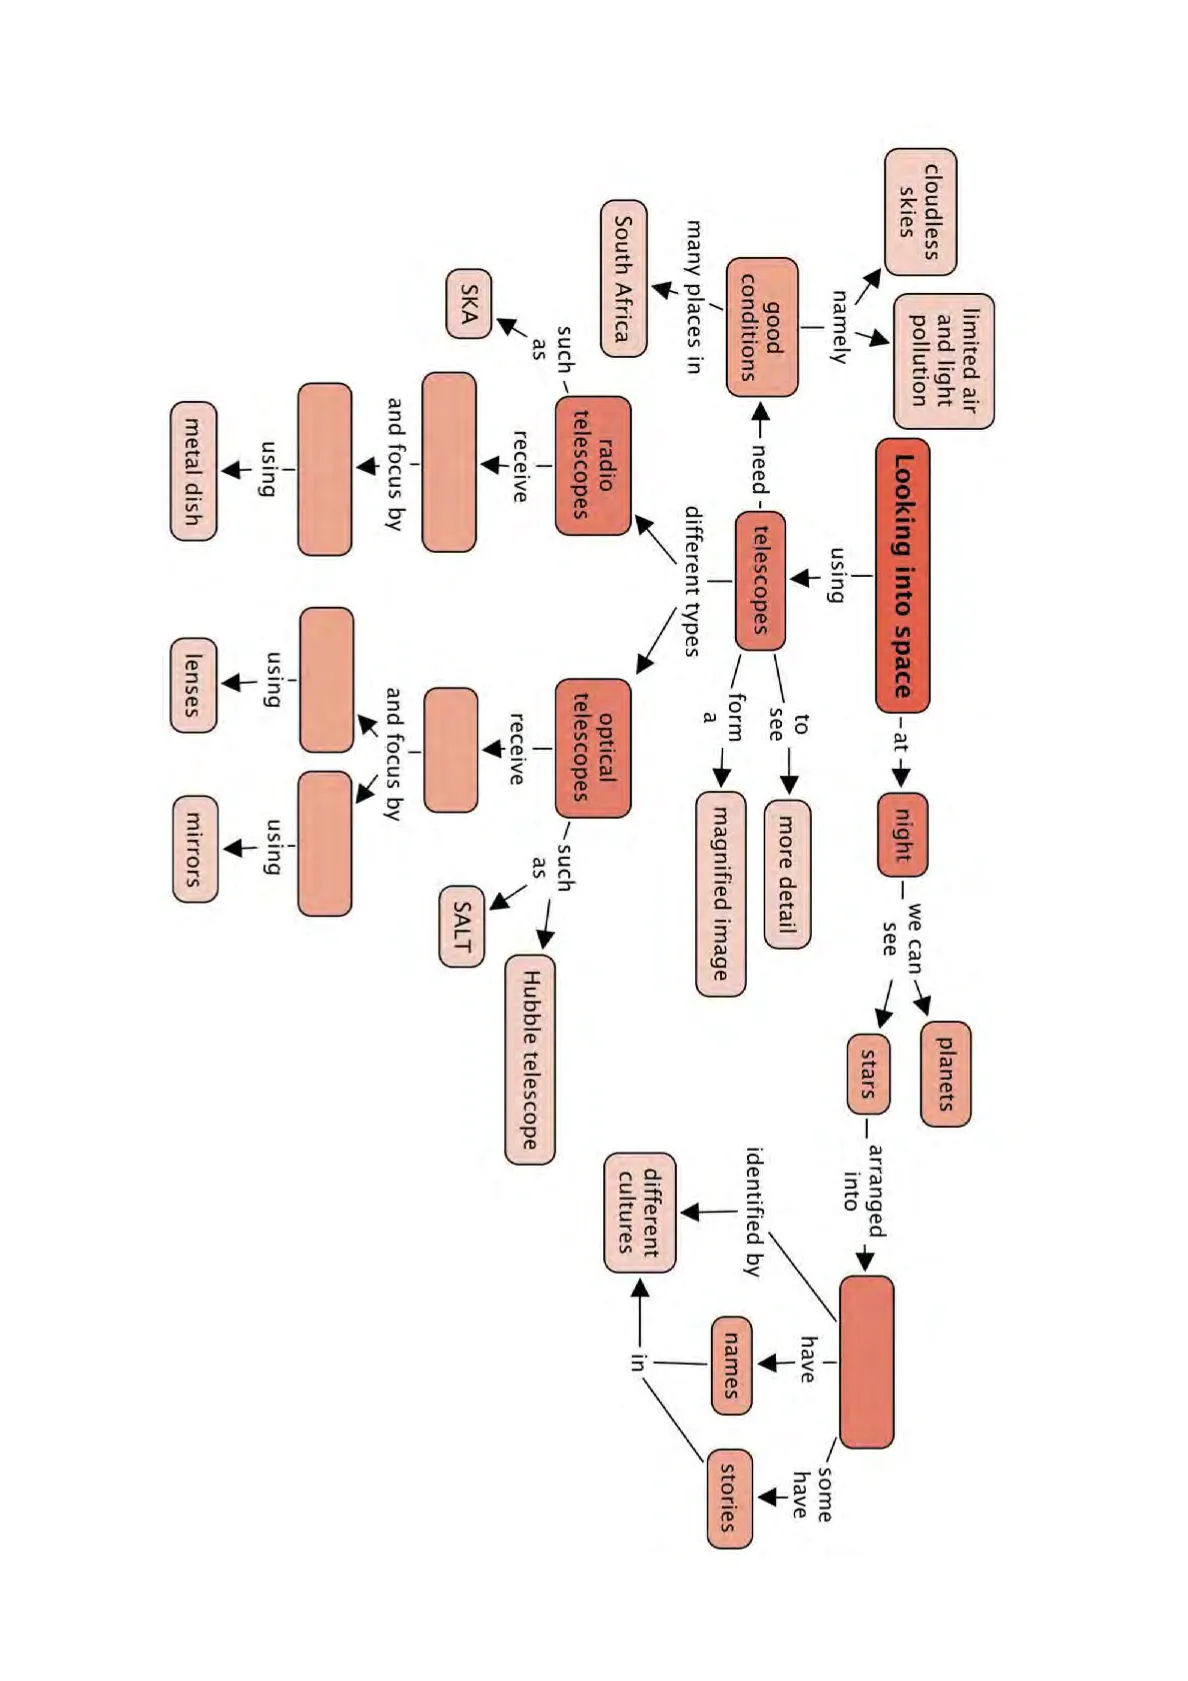 Looking into space
at
night
we can
see
planets
stars
arranged
into
identified by
have
some
have
names
stories
in
different
cultures
using
telescopes
to
see
more detail
form
a
magnified image
need
good
conditions
namely
cloudless
skies
limited air
and light
pollution
many places in
South Africa
different types
radio
telescopes
such
as
SKA
receive
and focus by
using
metal dish
optical
telescopes
such
as
SALT
Hubble telescope
receive
and focus by
using
lenses
using
mirrors